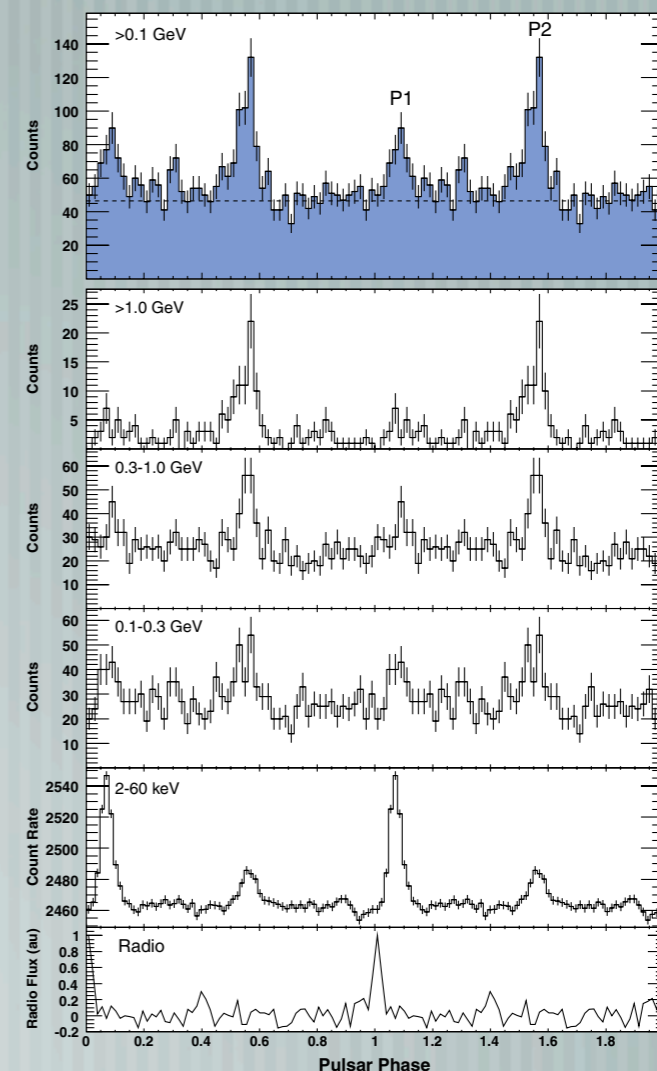 >0.1 GeV
P2
P1
140
120
100
80
60
40
20
Counts
>1.0 GeV
25
20
15
10
5
Counts
0.3-1.0 GeV
60
50
40
30
20
10
Counts
0.1-0.3 GeV
60
50
40
30
20
10
Counts
2-60 keV
2540
2520
2500
2480
2460
Count Rate
Radio
1
0.8
0.6
0.4
0.2
0
-0.2
Radio Flux (au)
0 0.2 0.4 0.6 0.8 1 1.2 1.4 1.6 1.8
Pulsar Phase